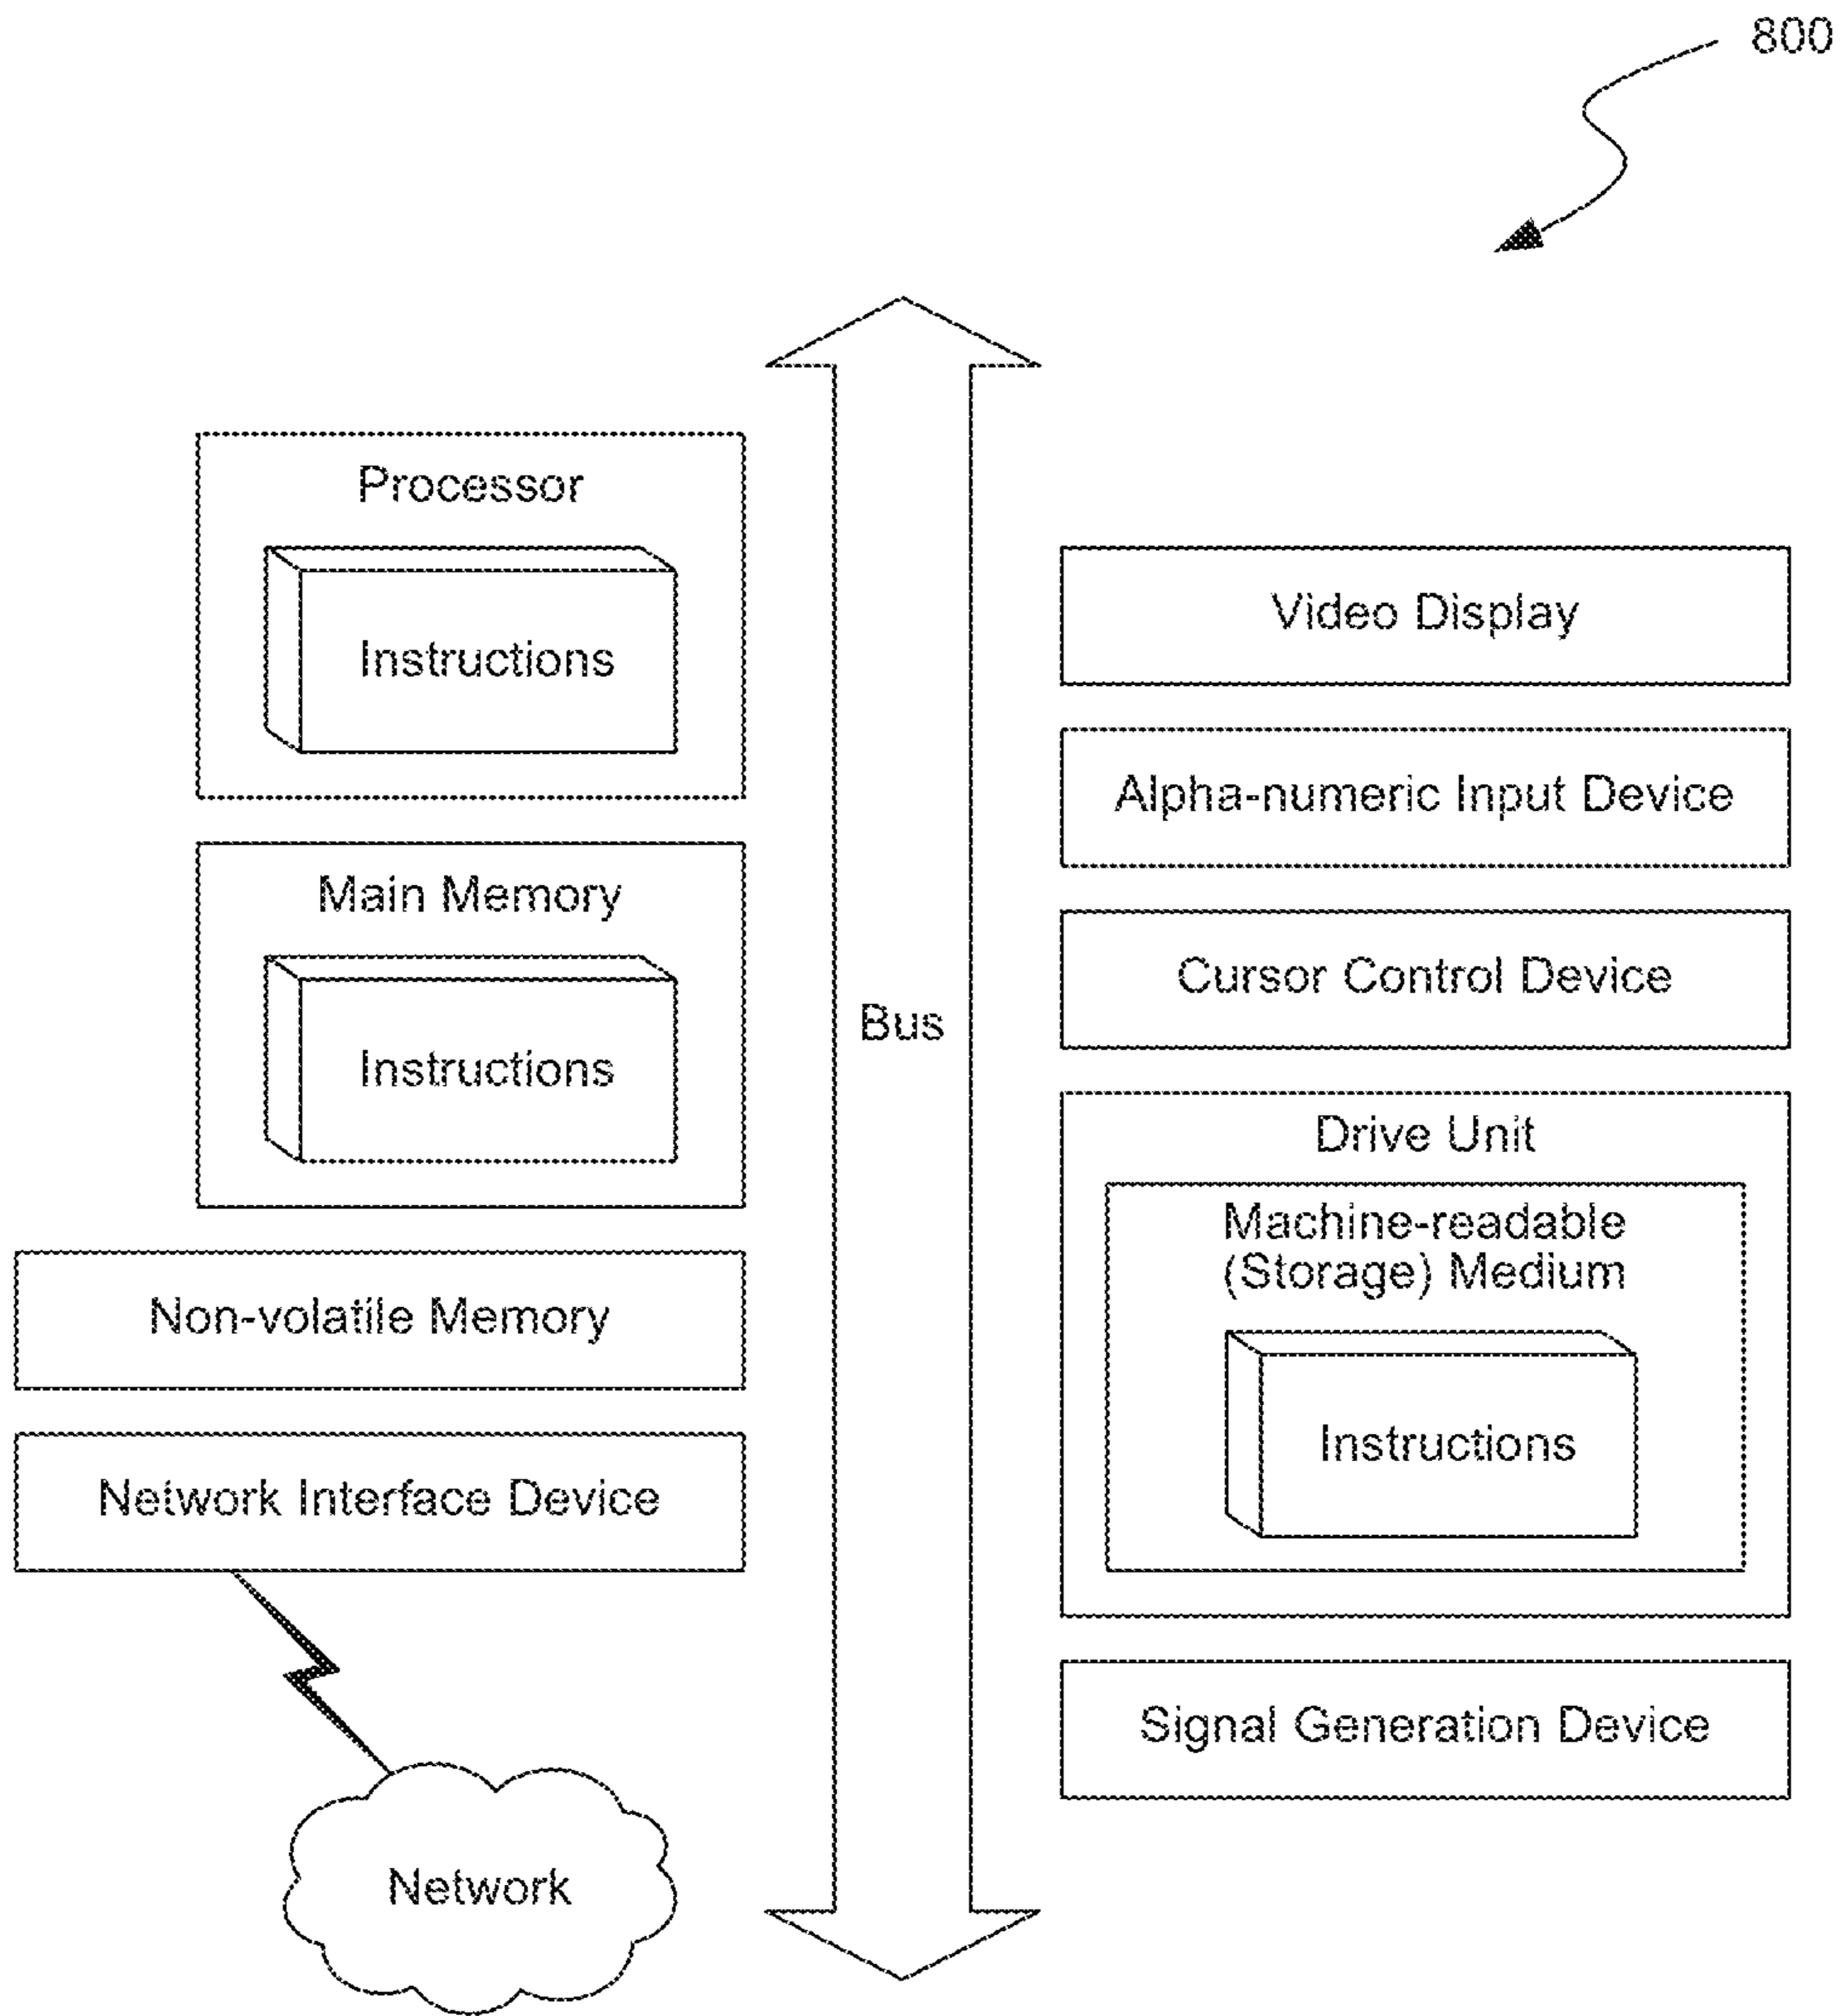 800
Processor
Instructions
Main Memory
Instructions
Non-volatile Memory
Network Interface Device
Network
Bus
Video Display
Alpha-numeric Input Device
Cursor Control Device
Drive Unit
Machine-readable
(Storage) Medium
Instructions
Signal Generation Device